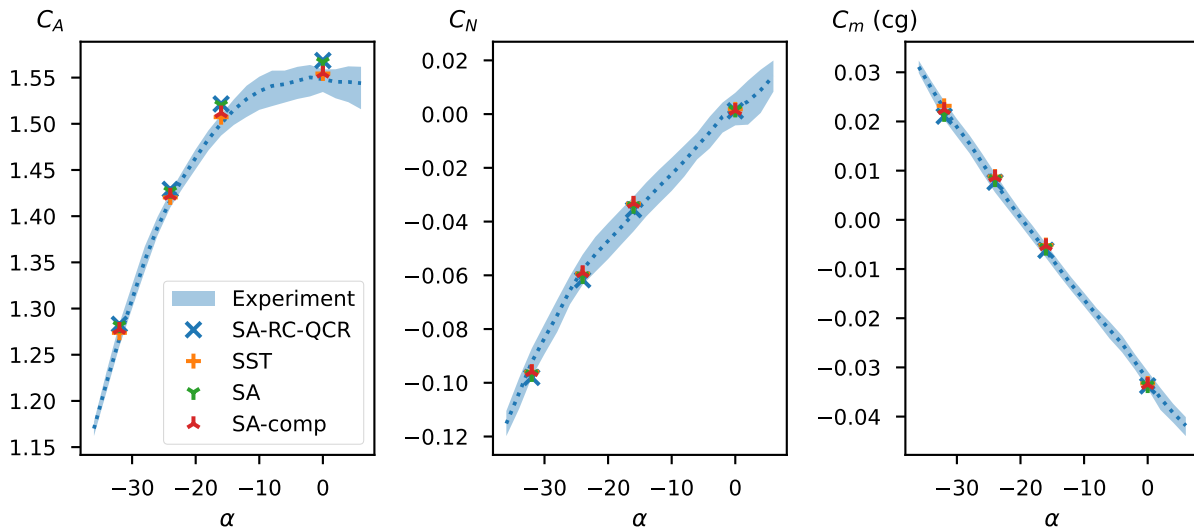 C_A
1.55
1.50
1.45
1.40
1.35
1.30
1.25
1.20
1.15
−30 −20 −10 0
α
Experiment
SA-RC-QCR
SST
SA
SA-comp
C_N
0.02
0.00
−0.02
−0.04
−0.06
−0.08
−0.10
−0.12
−30 −20 −10 0
α
C_m (cg)
0.03
0.02
0.01
0.00
−0.01
−0.02
−0.03
−0.04
−30 −20 −10 0
α